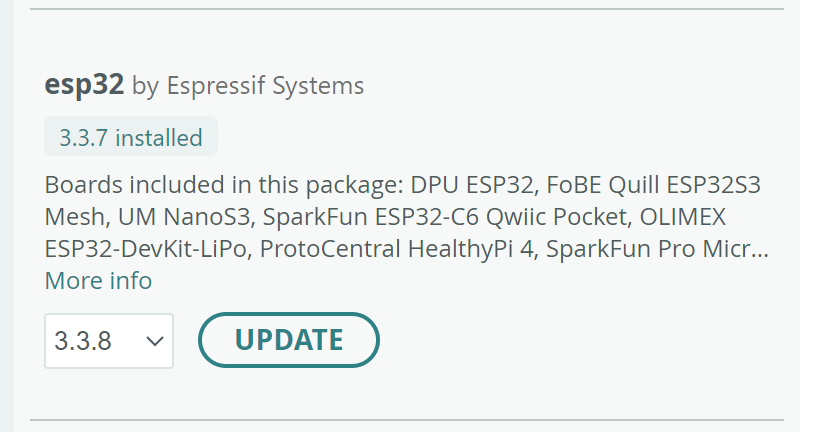 esp32 by Espressif Systems
3.3.7 installed
Boards included in this package: DPU ESP32, FoBE Quill ESP32S3
Mesh, UM NanoS3, SparkFun ESP32-C6 Qwiic Pocket, OLIMEX
ESP32-DevKit-LiPo, ProtoCentral HealthyPi 4, SparkFun Pro Micr...
More info
3.3.8 UPDATE